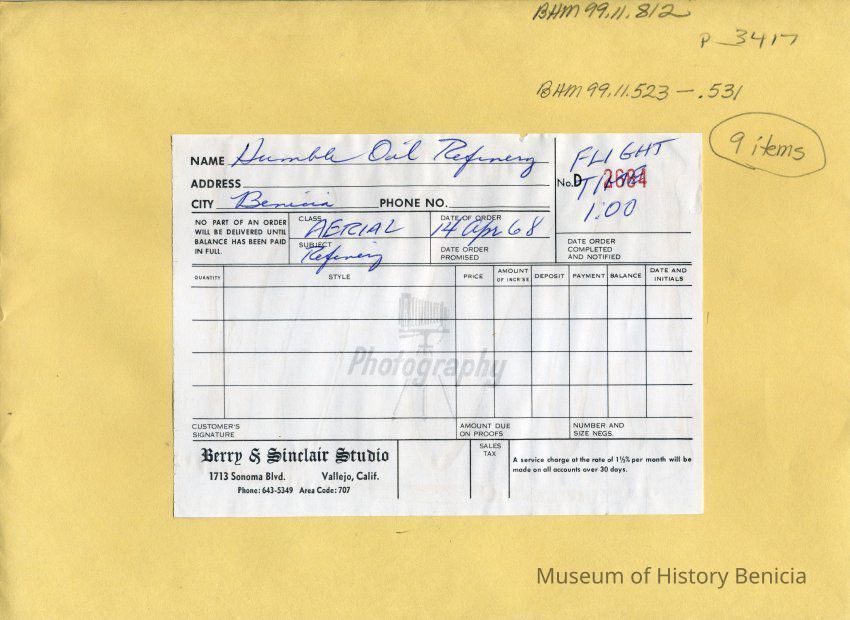 BHM 99.11.812
P 3417
BHM 99.11.523 - .531
9 items
NAME Humble Oil Refinery
FLIGHT
TIME
1:00
ADDRESS
No. D 2684
CITY Benicia PHONE NO.
NO PART OF AN ORDER
WILL BE DELIVERED UNTIL
BALANCE HAS BEEN PAID
IN FULL.
CLASS AERIAL
SUBJECT Refinery
DATE OF ORDER
14 Apr 68
DATE ORDER
PROMISED
DATE ORDER
COMPLETED
AND NOTIFIED
QUANTITY STYLE PRICE AMOUNT OF INCR'SE DEPOSIT PAYMENT BALANCE DATE AND INITIALS
Photography
CUSTOMER'S
SIGNATURE
AMOUNT DUE
ON PROOFS
NUMBER AND
SIZE NEGS.
Berry & Sinclair Studio
1713 Sonoma Blvd. Vallejo, Calif.
Phone: 643-5349 Area Code: 707
SALES
TAX
A service charge at the rate of 1½% per month will be
made on all accounts over 30 days.
Museum of History Benicia